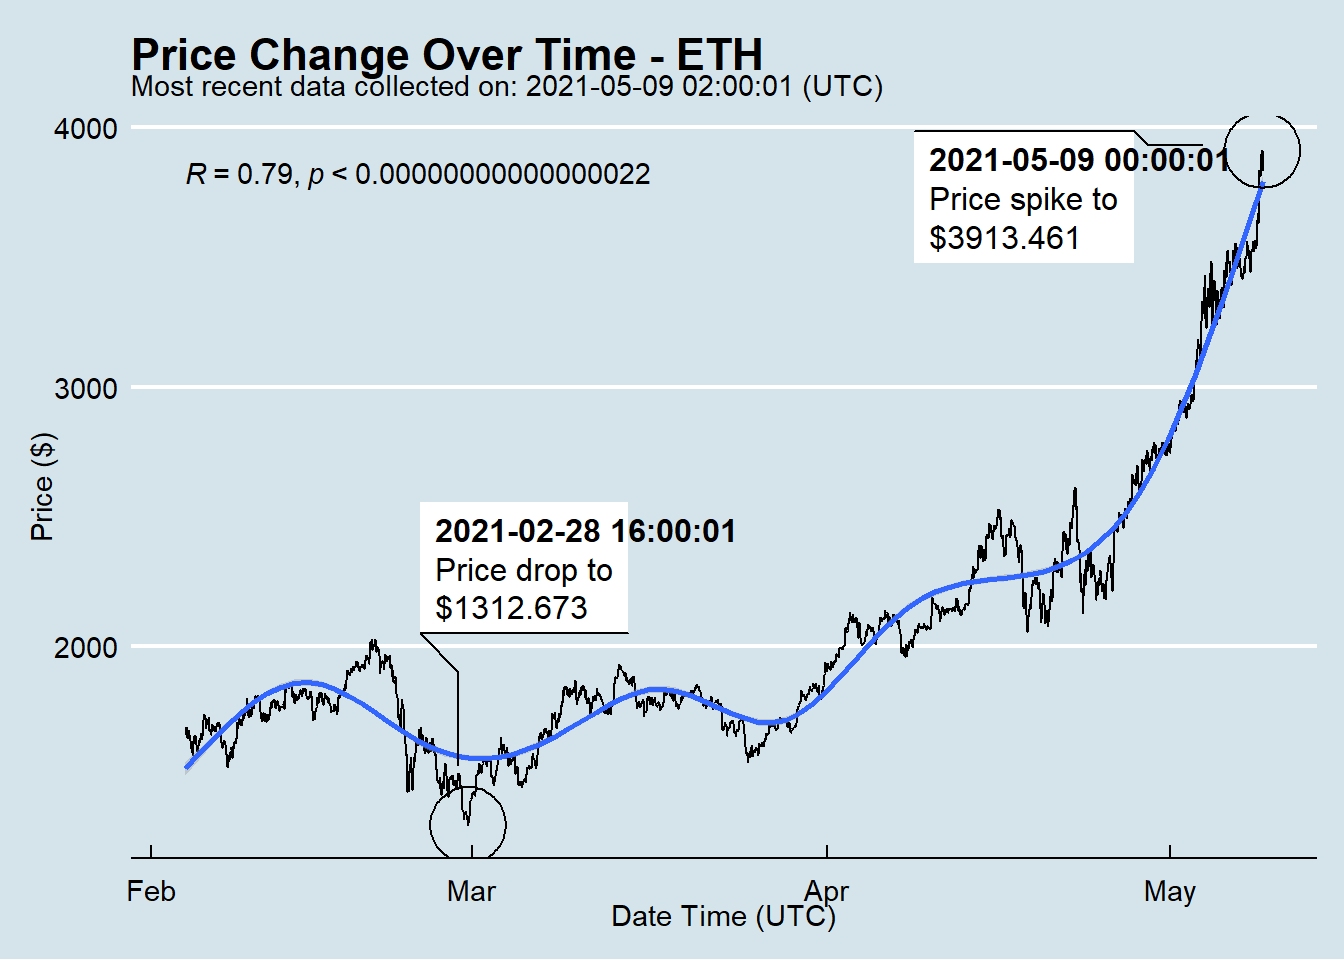 Price Change Over Time - ETH
Most recent data collected on: 2021-05-09 02:00:01 (UTC)
4000
R = 0.79, p < 0.00000000000000022
2021-05-09 00:00:01
Price spike to
$3913.461
3000
Price ($)
2021-02-28 16:00:01
Price drop to
$1312.673
2000
Feb Mar Apr May
Date Time (UTC)